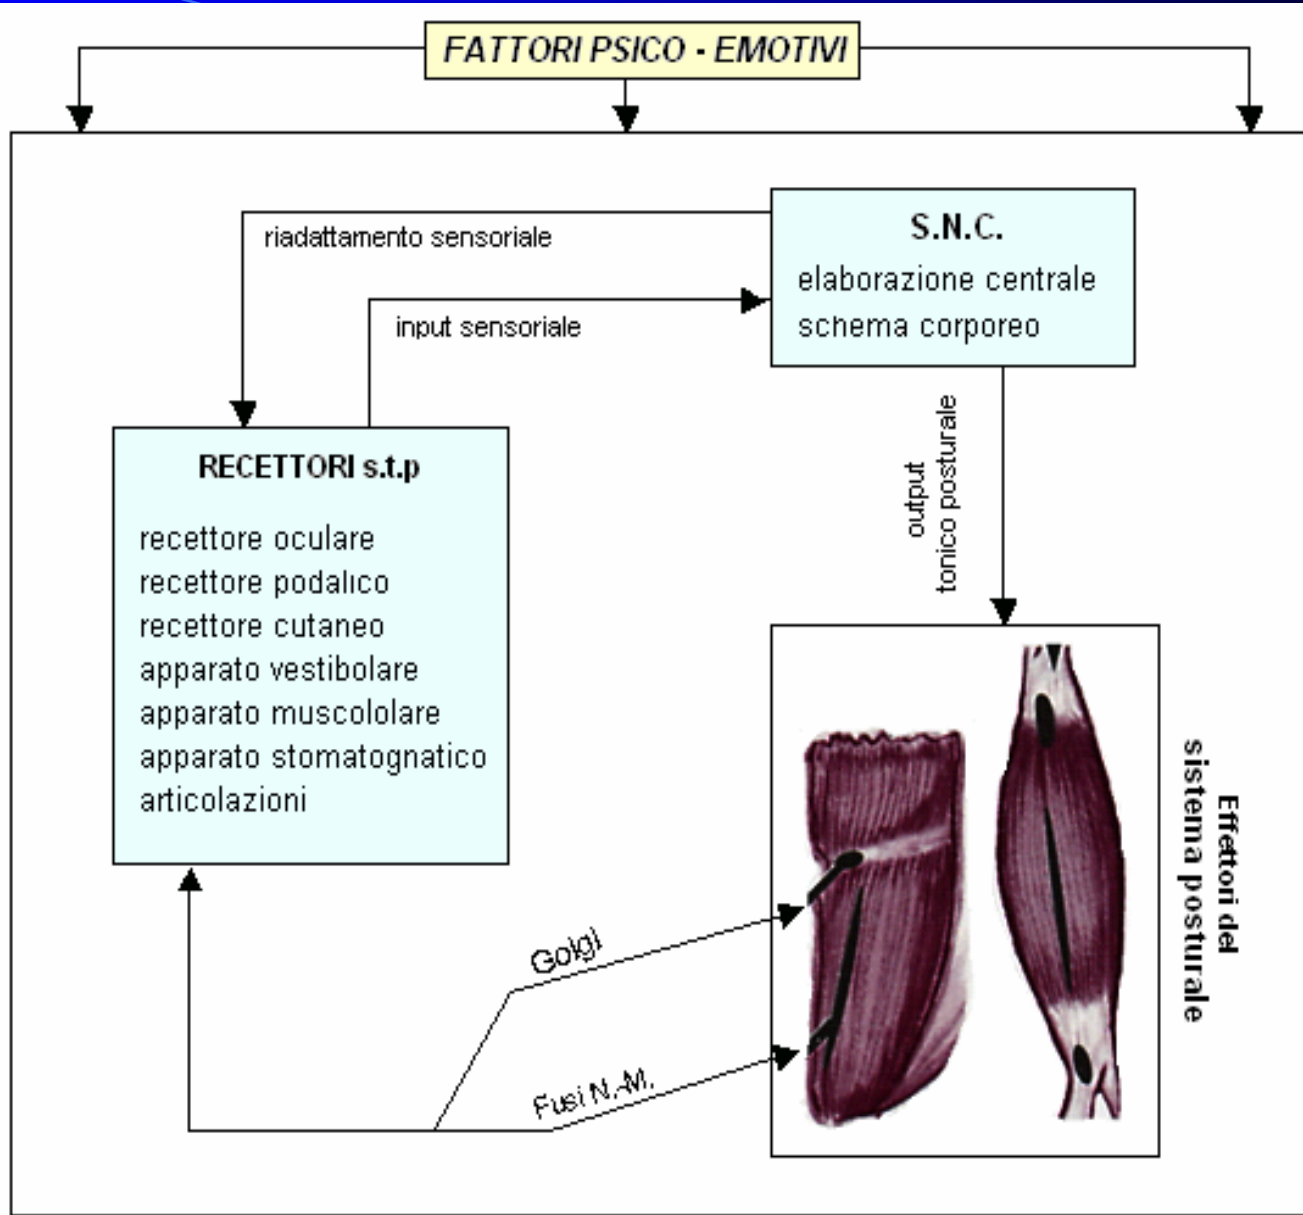 FATTORI PSICO - EMOTIVI
S.N.C.
elaborazione centrale
schema corporeo
riadattamento sensoriale
input sensoriale
RECETTORI s.t.p
recettore oculare
recettore podalico
recettore cutaneo
apparato vestibolare
apparato muscololare
apparato stomatognatico
articolazioni
output
tonico posturale
Effettori del
sistema posturale
Golgi
Fusi N.-M.